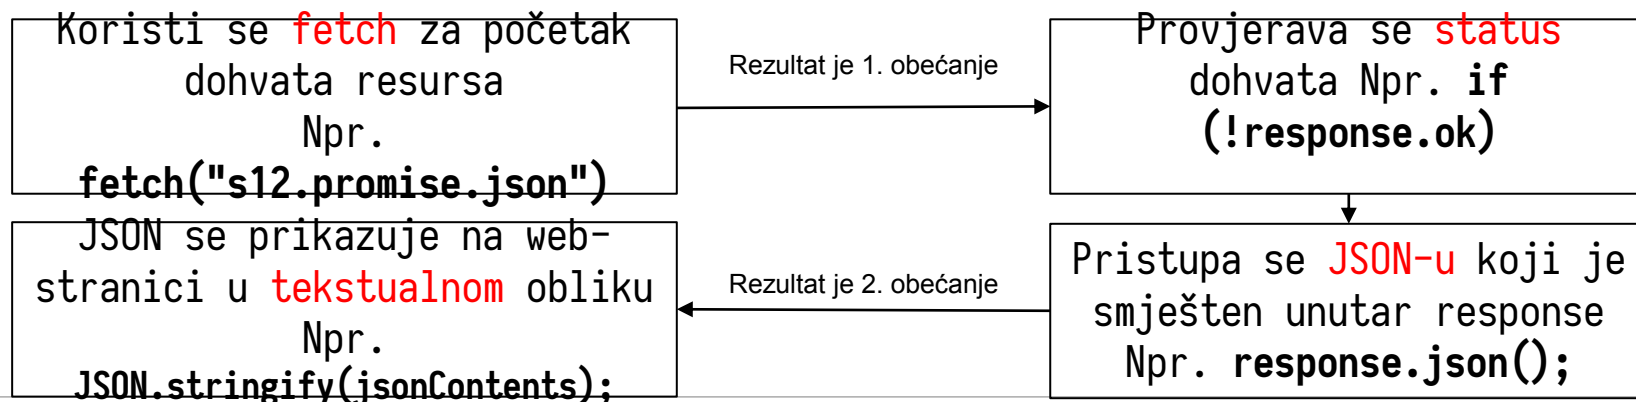 Koristi se fetch za početak
dohvata resursa
Npr.
fetch("s12.promise.json")
Rezultat je 1. obećanje
Provjerava se status
dohvata Npr. if
(!response.ok)
Pristupa se JSON-u koji je
smješten unutar response
Npr. response.json();
Rezultat je 2. obećanje
JSON se prikazuje na web-
stranici u tekstualnom obliku
Npr.
JSON.stringify(jsonContents);